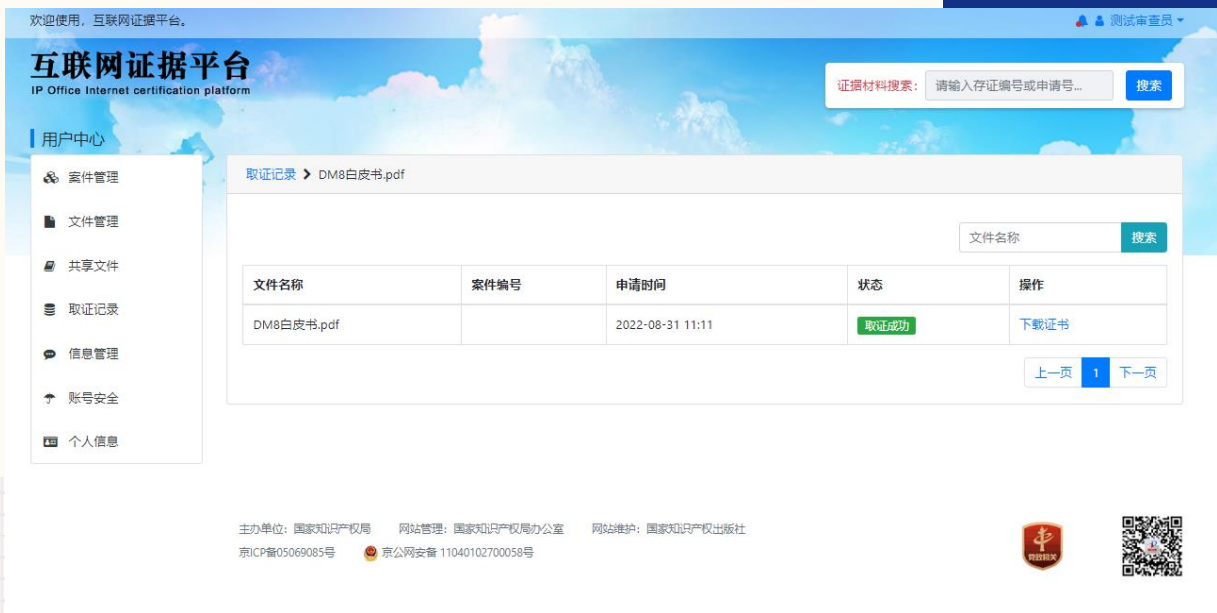 欢迎使用，互联网证据平台。
测试审查员
互联网证据平台
IP Office Internet certification platform
证据材料搜索：
请输入存证编号或申请号...
搜索
用户中心
案件管理
文件管理
共享文件
取证记录
信息管理
账号安全
个人信息
取证记录 > DM8白皮书.pdf
文件名称
搜索
文件名称 案件编号 申请时间 状态 操作
DM8白皮书.pdf 2022-08-31 11:11 取证成功 下载证书
上一页 1 下一页
主办单位：国家知识产权局 网站管理：国家知识产权局办公室 网站维护：国家知识产权出版社
京ICP备05069085号 京公网安备 11040102700058号
党政机关